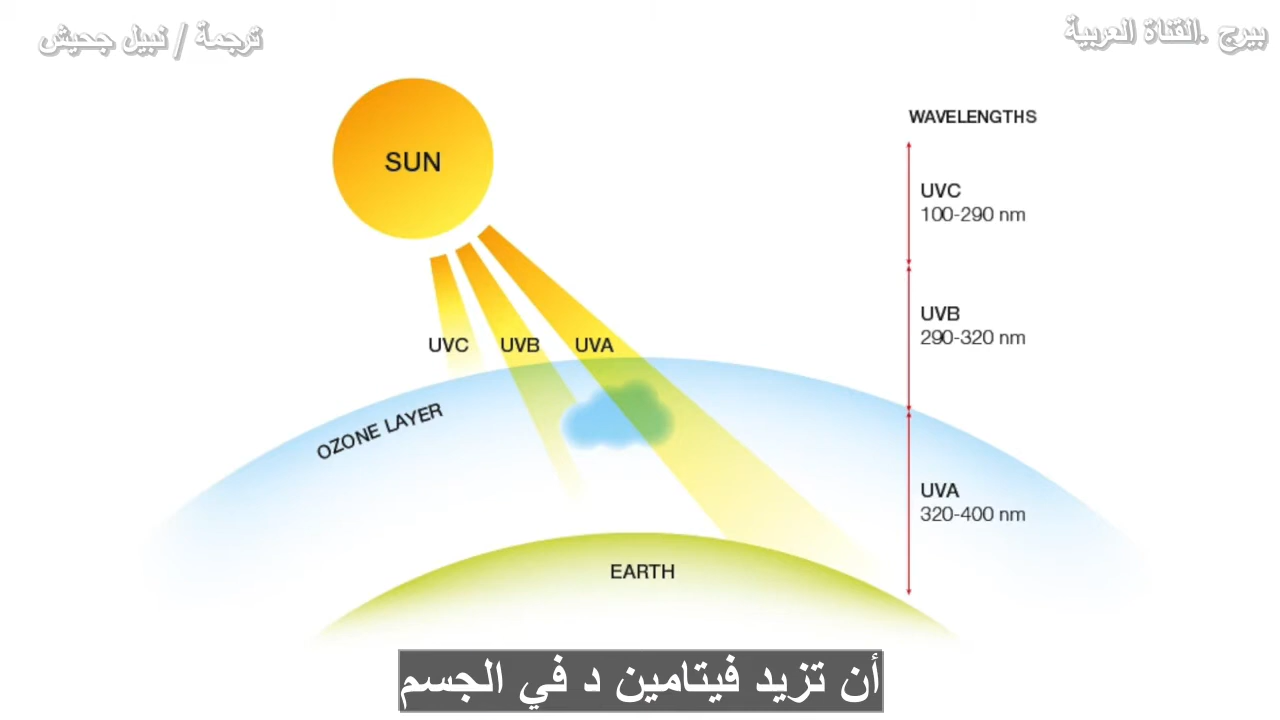 بيرج .القناة العربية
ترجمة / نبيل جحيش
SUN
WAVELENGTHS
UVC
100-290 nm
UVB
290-320 nm
UVC UVB UVA
OZONE LAYER
UVA
320-400 nm
EARTH
أن تزيد فيتامين د في الجسم